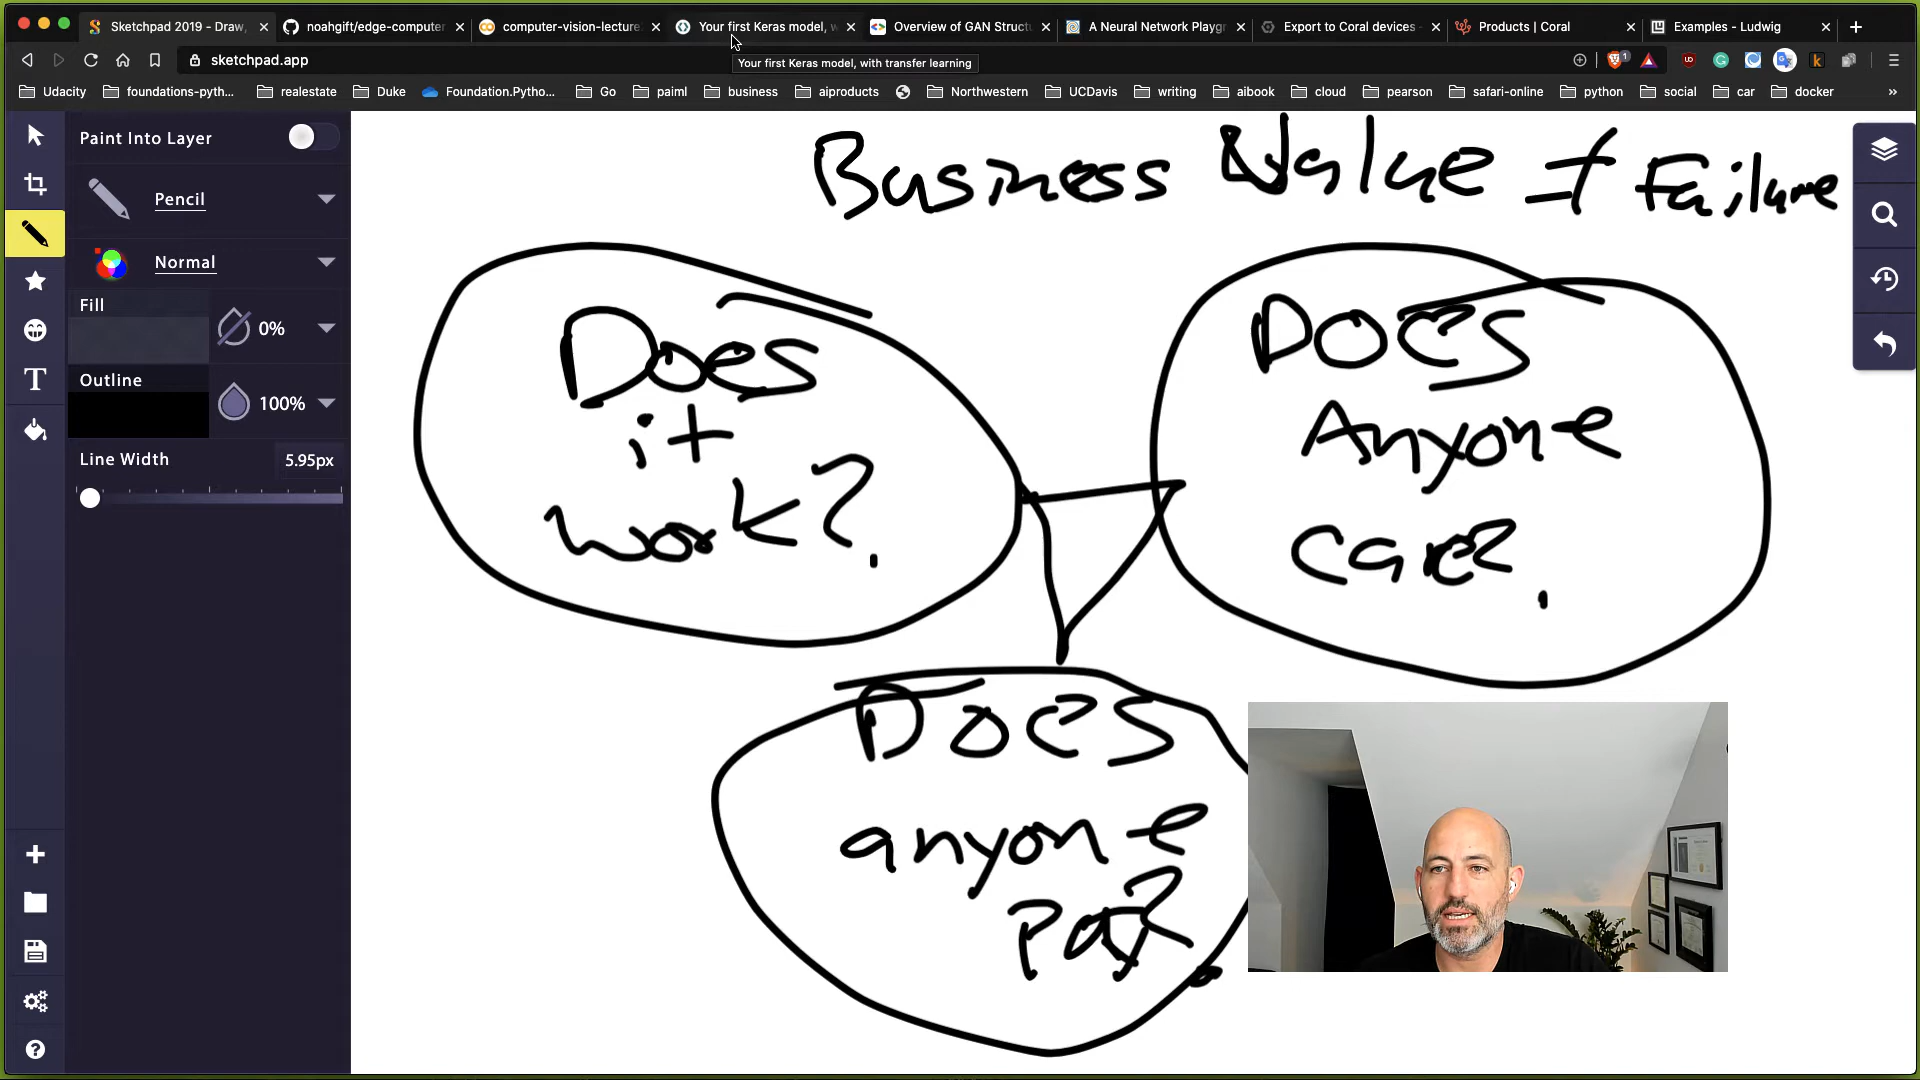 Sketchpad 2019 - Draw,
noahgift/edge-computer
computer-vision-lecture
Your first Keras model, w
Overview of GAN Structu
A Neural Network Playgr
Export to Coral devices -
Products | Coral
Examples - Ludwig
sketchpad.app
Your first Keras model, with transfer learning
Udacity
foundations-pyth...
realestate
Duke
Foundation.Pytho...
Go
paiml
business
aiproducts
Northwestern
UCDavis
writing
aibook
cloud
pearson
safari-online
python
social
car
docker
»
Paint Into Layer
Pencil
Normal
Fill
0%
Outline
100%
Line Width
5.95px
Business Value ≠ Failure
Does
it
work?
DOES
Anyone
care?
DOES
anyone
pay?